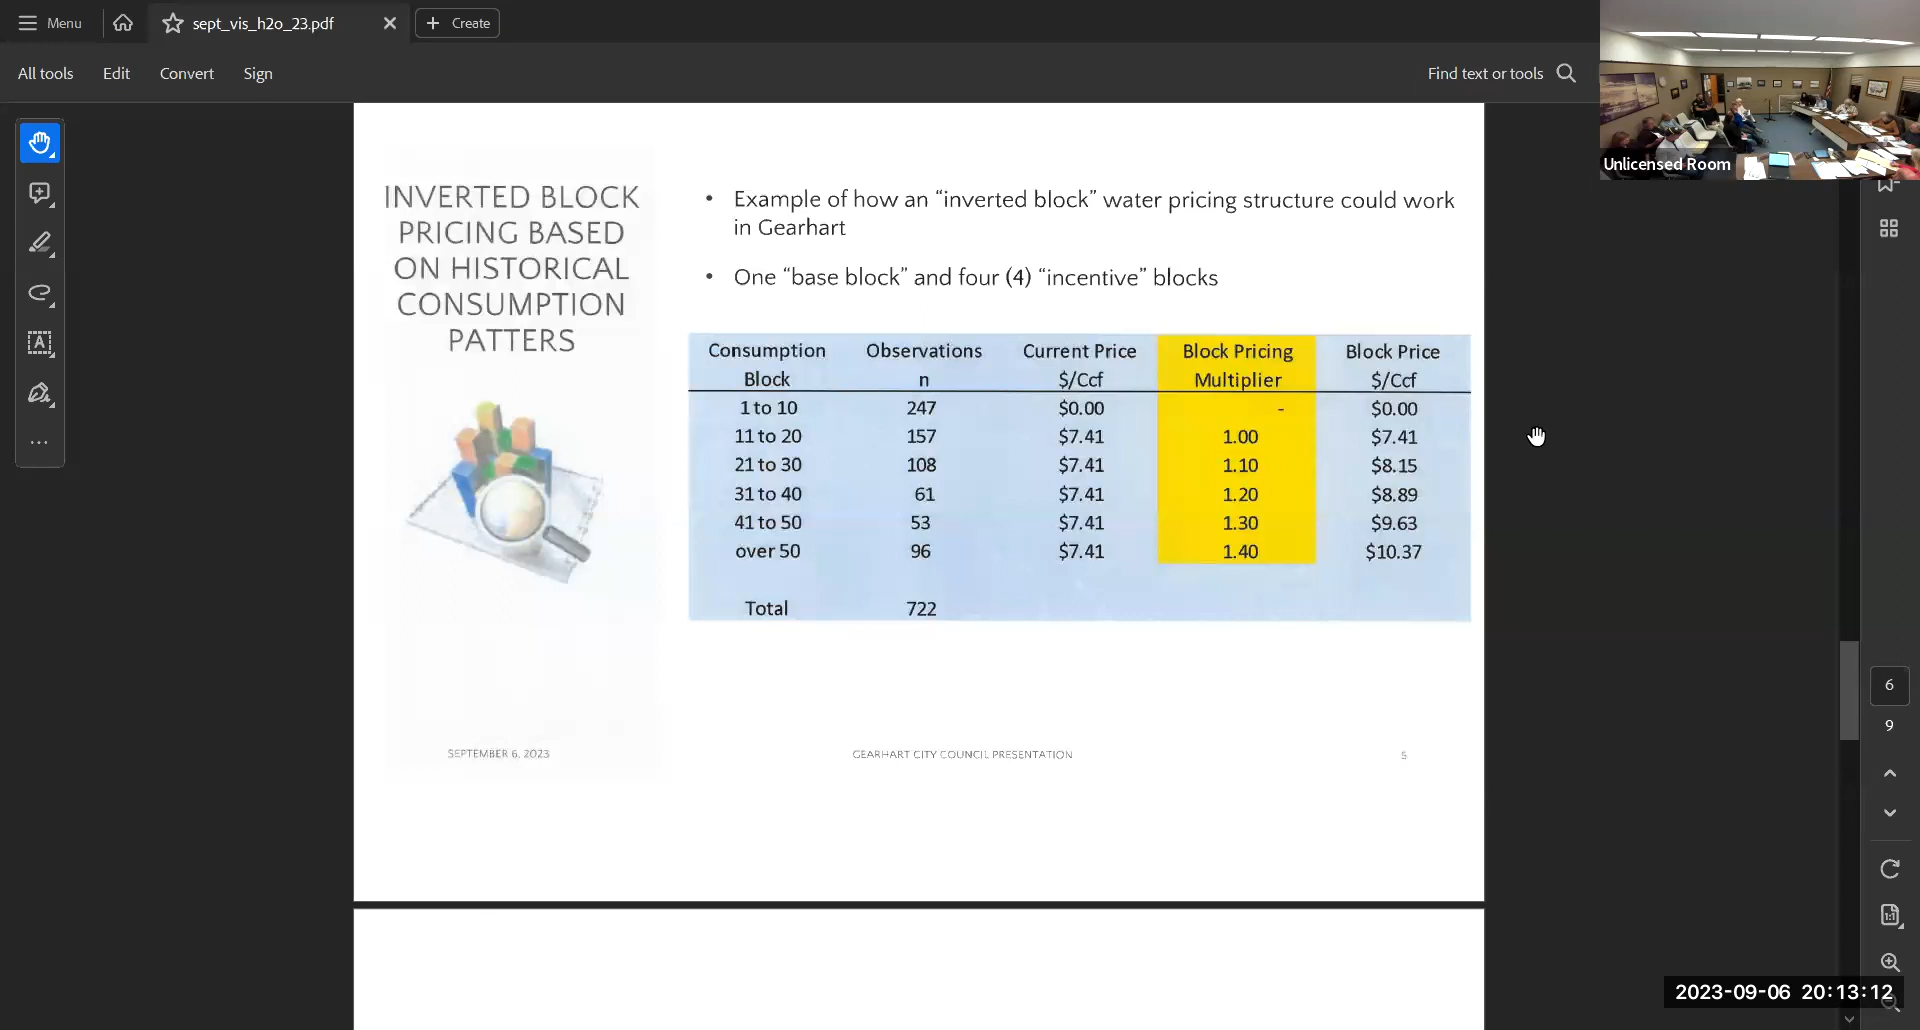 Menu
sept_vis_h2o_23.pdf
Create
All tools
Edit
Convert
Sign
Find text or tools
Unlicensed Room
INVERTED BLOCK
PRICING BASED
ON HISTORICAL
CONSUMPTION
PATTERS
• Example of how an “inverted block” water pricing structure could work
in Gearhart
• One “base block” and four (4) “incentive” blocks
Consumption Observations Current Price Block Pricing Block Price
Block n $/Ccf Multiplier $/Ccf
1 to 10 247 $0.00 - $0.00
11 to 20 157 $7.41 1.00 $7.41
21 to 30 108 $7.41 1.10 $8.15
31 to 40 61 $7.41 1.20 $8.89
41 to 50 53 $7.41 1.30 $9.63
over 50 96 $7.41 1.40 $10.37
Total 722
SEPTEMBER 6, 2023
GEARHART CITY COUNCIL PRESENTATION
5
6
9
2023-09-06 20:13:12